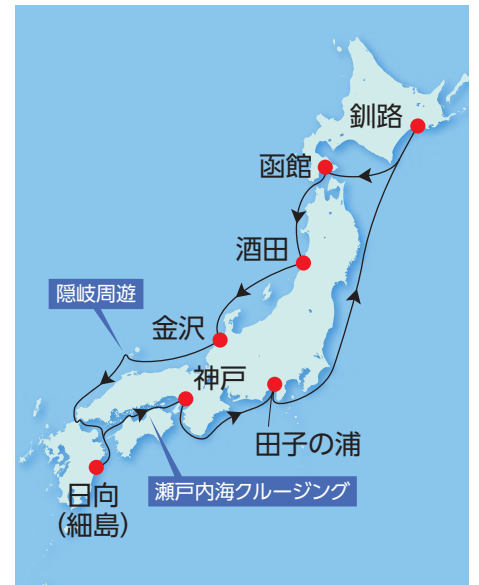 釧路
函館
酒田
隠岐周遊
金沢
神戸
田子の浦
日向
（細島）
瀬戸内海クルージング